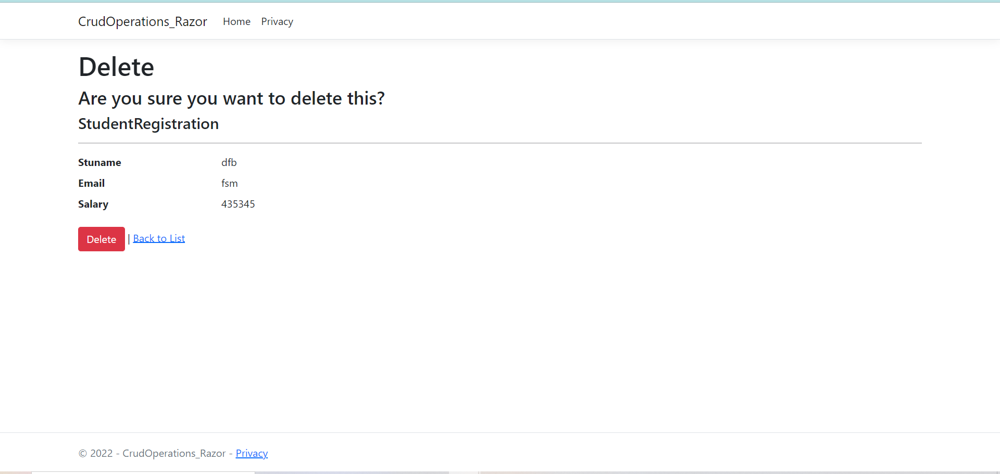 CrudOperations_Razor Home Privacy
Delete
Are you sure you want to delete this?
StudentRegistration
Stuname dfb
Email fsm
Salary 435345
Delete | Back to List
© 2022 - CrudOperations_Razor - Privacy